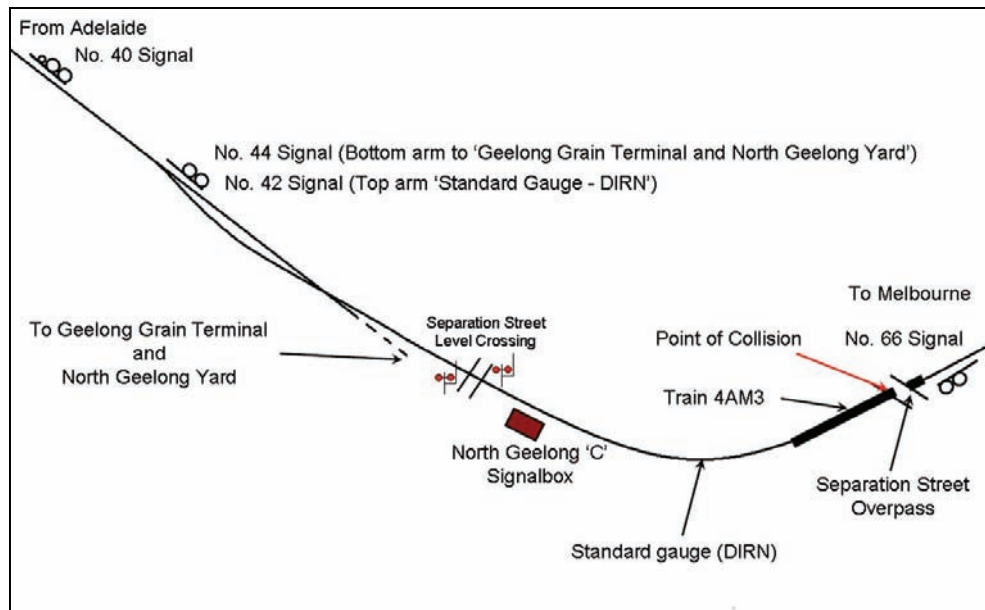 From Adelaide
No. 40 Signal
No. 44 Signal (Bottom arm to ‘Geelong Grain Terminal and North Geelong Yard’)
No. 42 Signal (Top arm ‘Standard Gauge - DIRN’)
To Melbourne
To Geelong Grain Terminal
and
North Geelong Yard
Separation Street
Level Crossing
Point of Collision
No. 66 Signal
Train 4AM3
North Geelong ‘C’
Signalbox
Separation Street
Overpass
Standard gauge (DIRN)